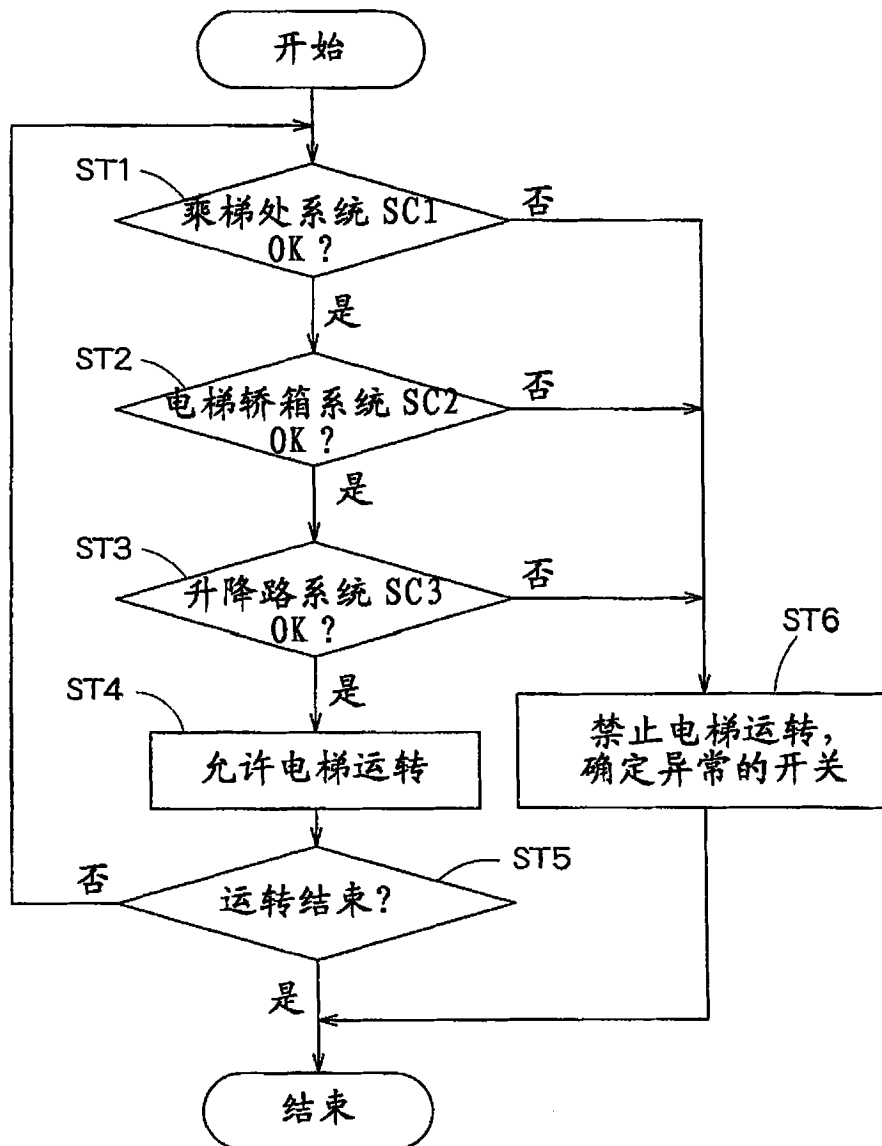 开始
ST1
乘梯处系统 SC1
OK？
否
是
ST2
电梯轿箱系统 SC2
OK？
否
是
ST3
升降路系统 SC3
OK？
否
是
ST4
允许电梯运转
ST6
禁止电梯运转，
确定异常的开关
ST5
运转结束？
否
是
结束